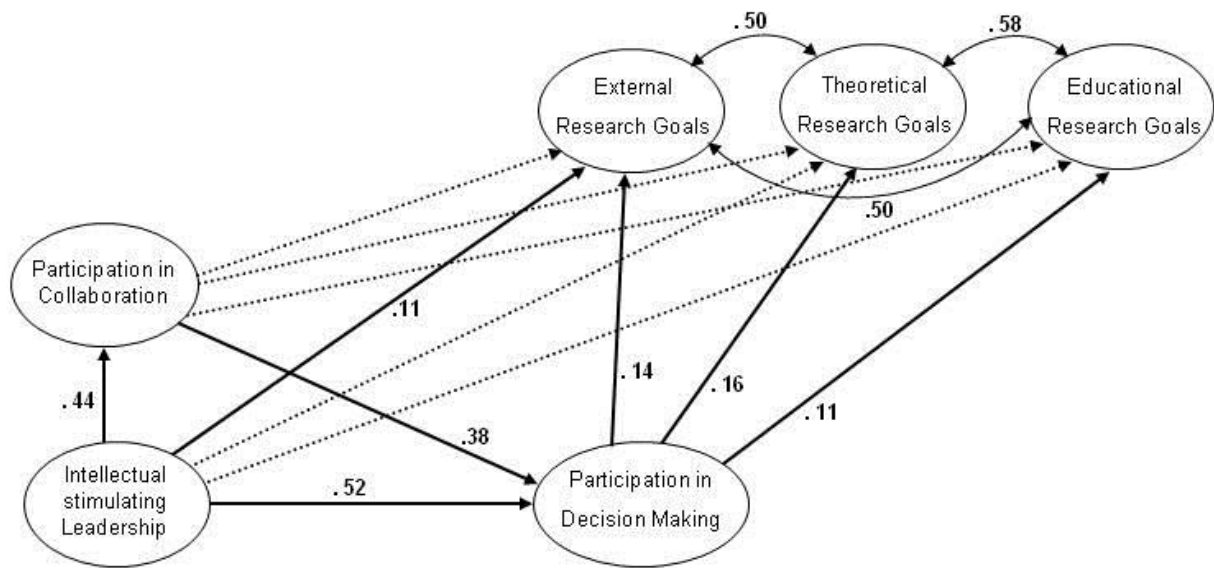 . 50
. 58
External
Research Goals
Theoretical
Research Goals
Educational
Research Goals
.50
Participation in
Collaboration
.11
. 14
. 16
. 11
. 44
.38
Intellectual
stimulating
Leadership
. 52
Participation in
Decision Making